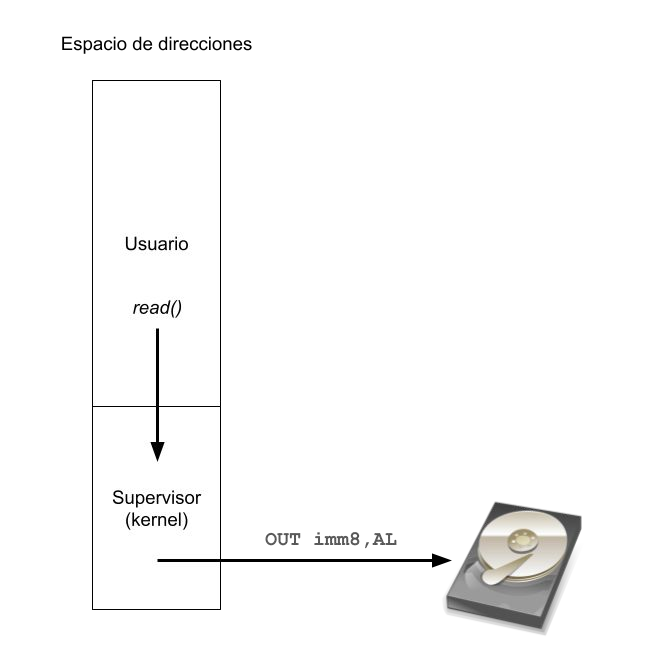 Espacio de direcciones
Usuario
read()
Supervisor
(kernel)
OUT imm8,AL